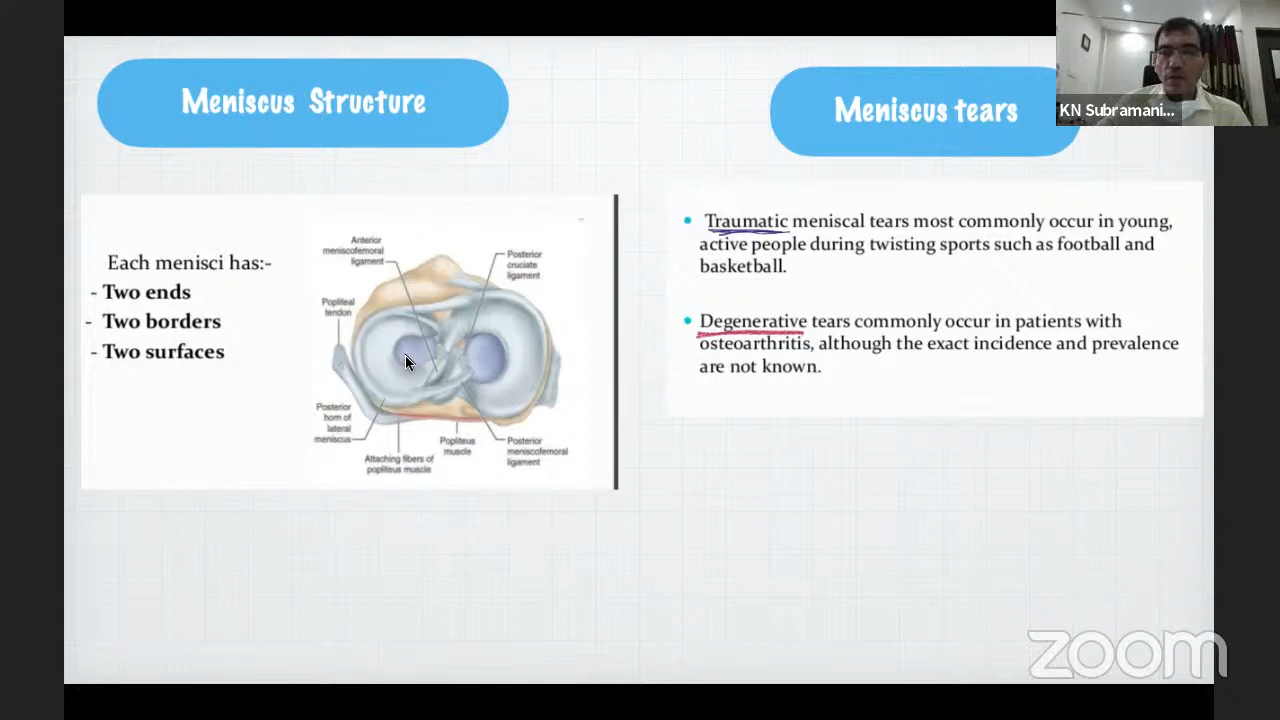 Meniscus Structure
Each menisci has:-
- Two ends
- Two borders
- Two surfaces
Anterior
meniscofemoral
ligament
Posterior
cruciate
ligament
Popliteal
tendon
Posterior
horn of
lateral
meniscus
Attaching fibers of
popliteus muscle
Popliteus
muscle
Posterior
meniscofemoral
ligament
Meniscus tears
• Traumatic meniscal tears most commonly occur in young,
active people during twisting sports such as football and
basketball.
• Degenerative tears commonly occur in patients with
osteoarthritis, although the exact incidence and prevalence
are not known.
KN Subramani...
zoom